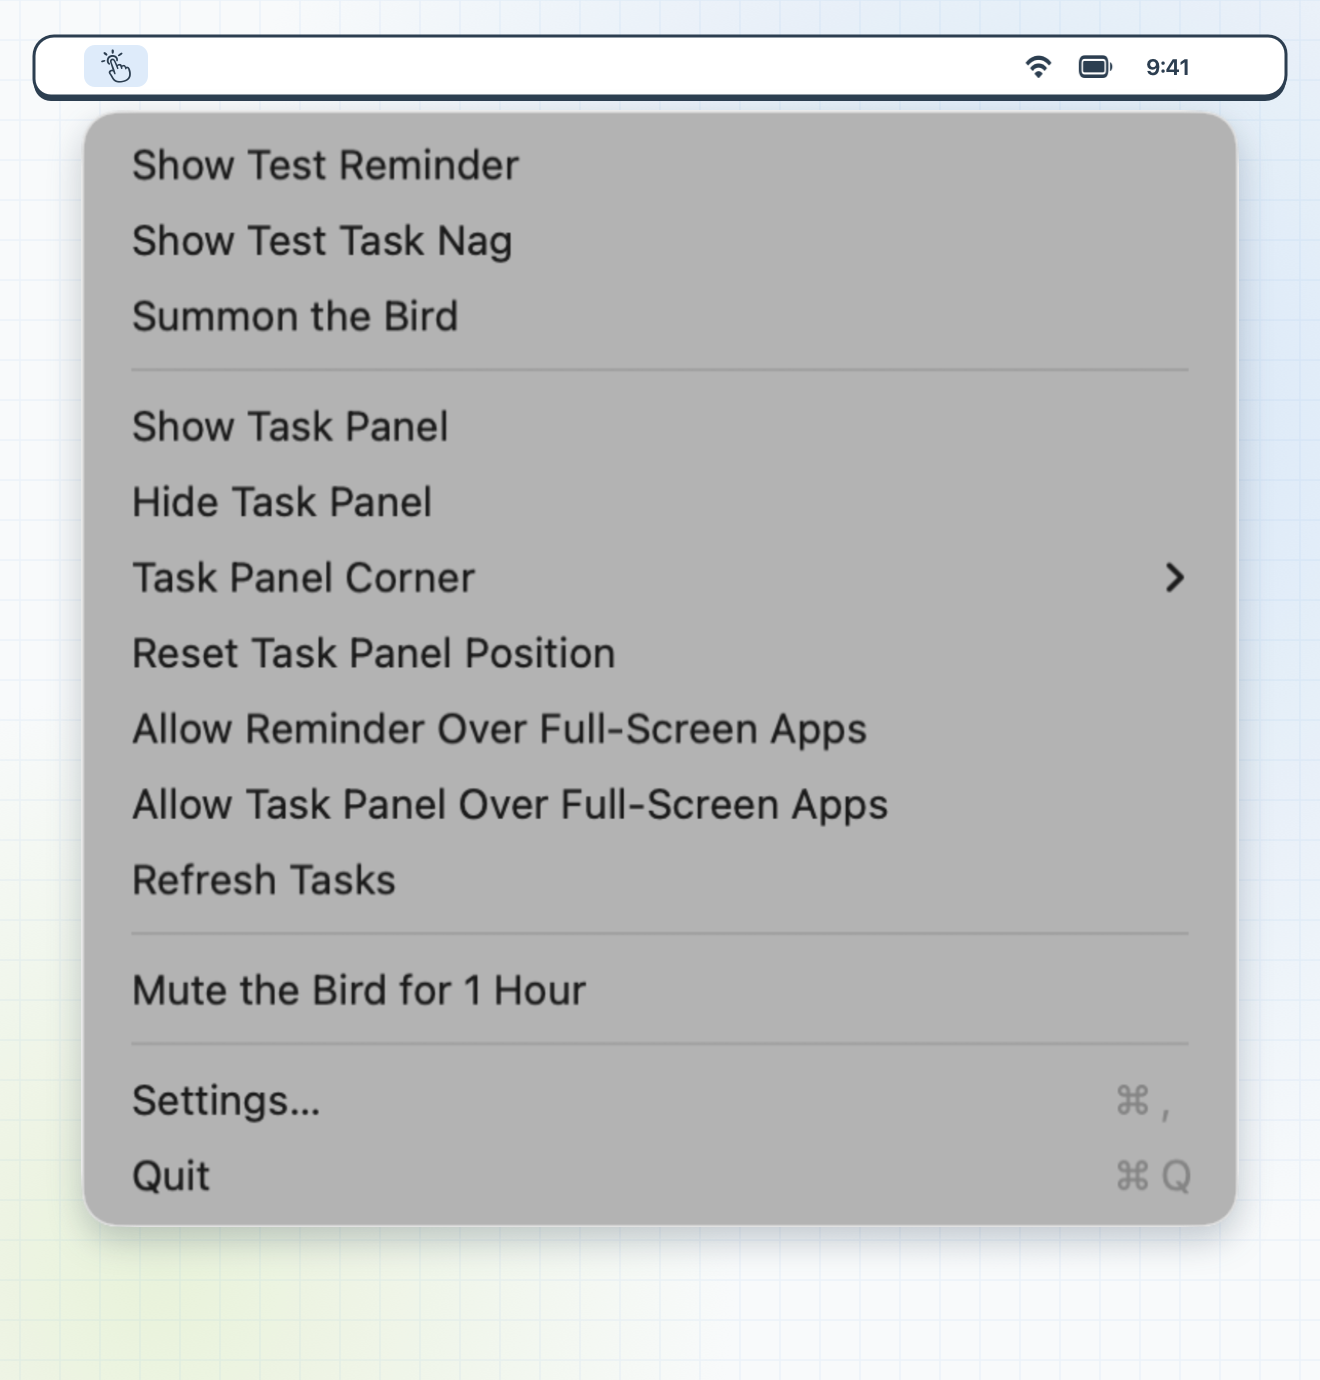 9:41
Show Test Reminder
Show Test Task Nag
Summon the Bird
Show Task Panel
Hide Task Panel
Task Panel Corner
Reset Task Panel Position
Allow Reminder Over Full-Screen Apps
Allow Task Panel Over Full-Screen Apps
Refresh Tasks
Mute the Bird for 1 Hour
Settings... ⌘ ,
Quit ⌘ Q